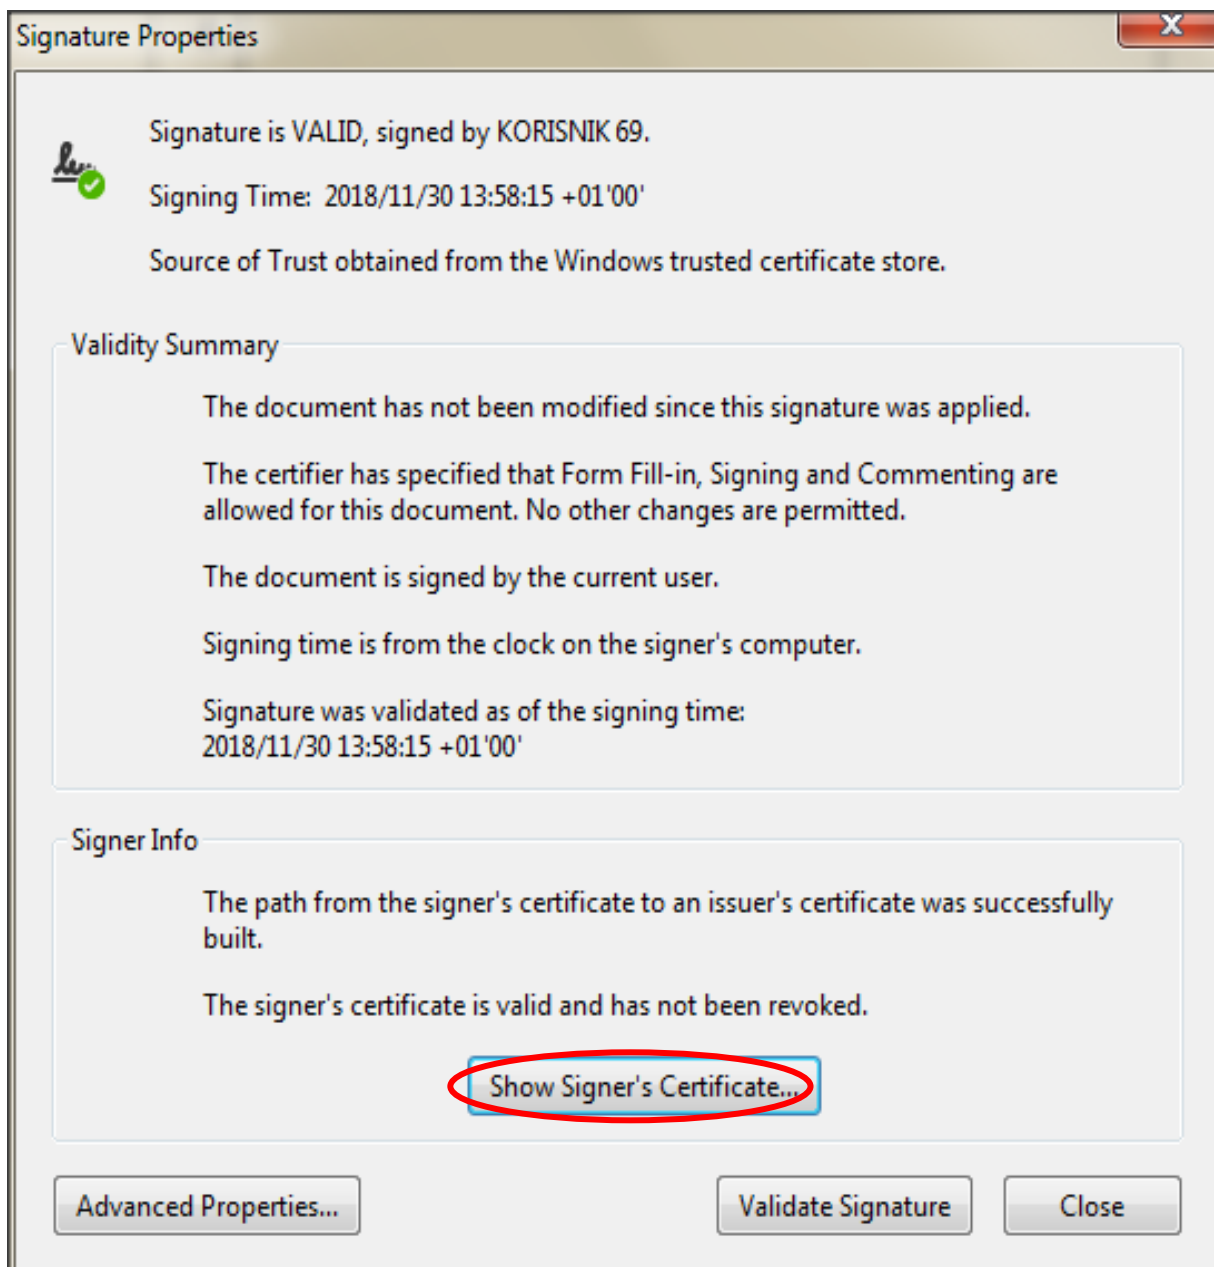 Signature Properties
X
Signature is VALID, signed by KORISNIK 69.
Signing Time: 2018/11/30 13:58:15 +01'00'
Source of Trust obtained from the Windows trusted certificate store.
Validity Summary
The document has not been modified since this signature was applied.
The certifier has specified that Form Fill-in, Signing and Commenting are
allowed for this document. No other changes are permitted.
The document is signed by the current user.
Signing time is from the clock on the signer's computer.
Signature was validated as of the signing time:
2018/11/30 13:58:15 +01'00'
Signer Info
The path from the signer's certificate to an issuer's certificate was successfully
built.
The signer's certificate is valid and has not been revoked.
Show Signer's Certificate...
Advanced Properties...
Validate Signature
Close